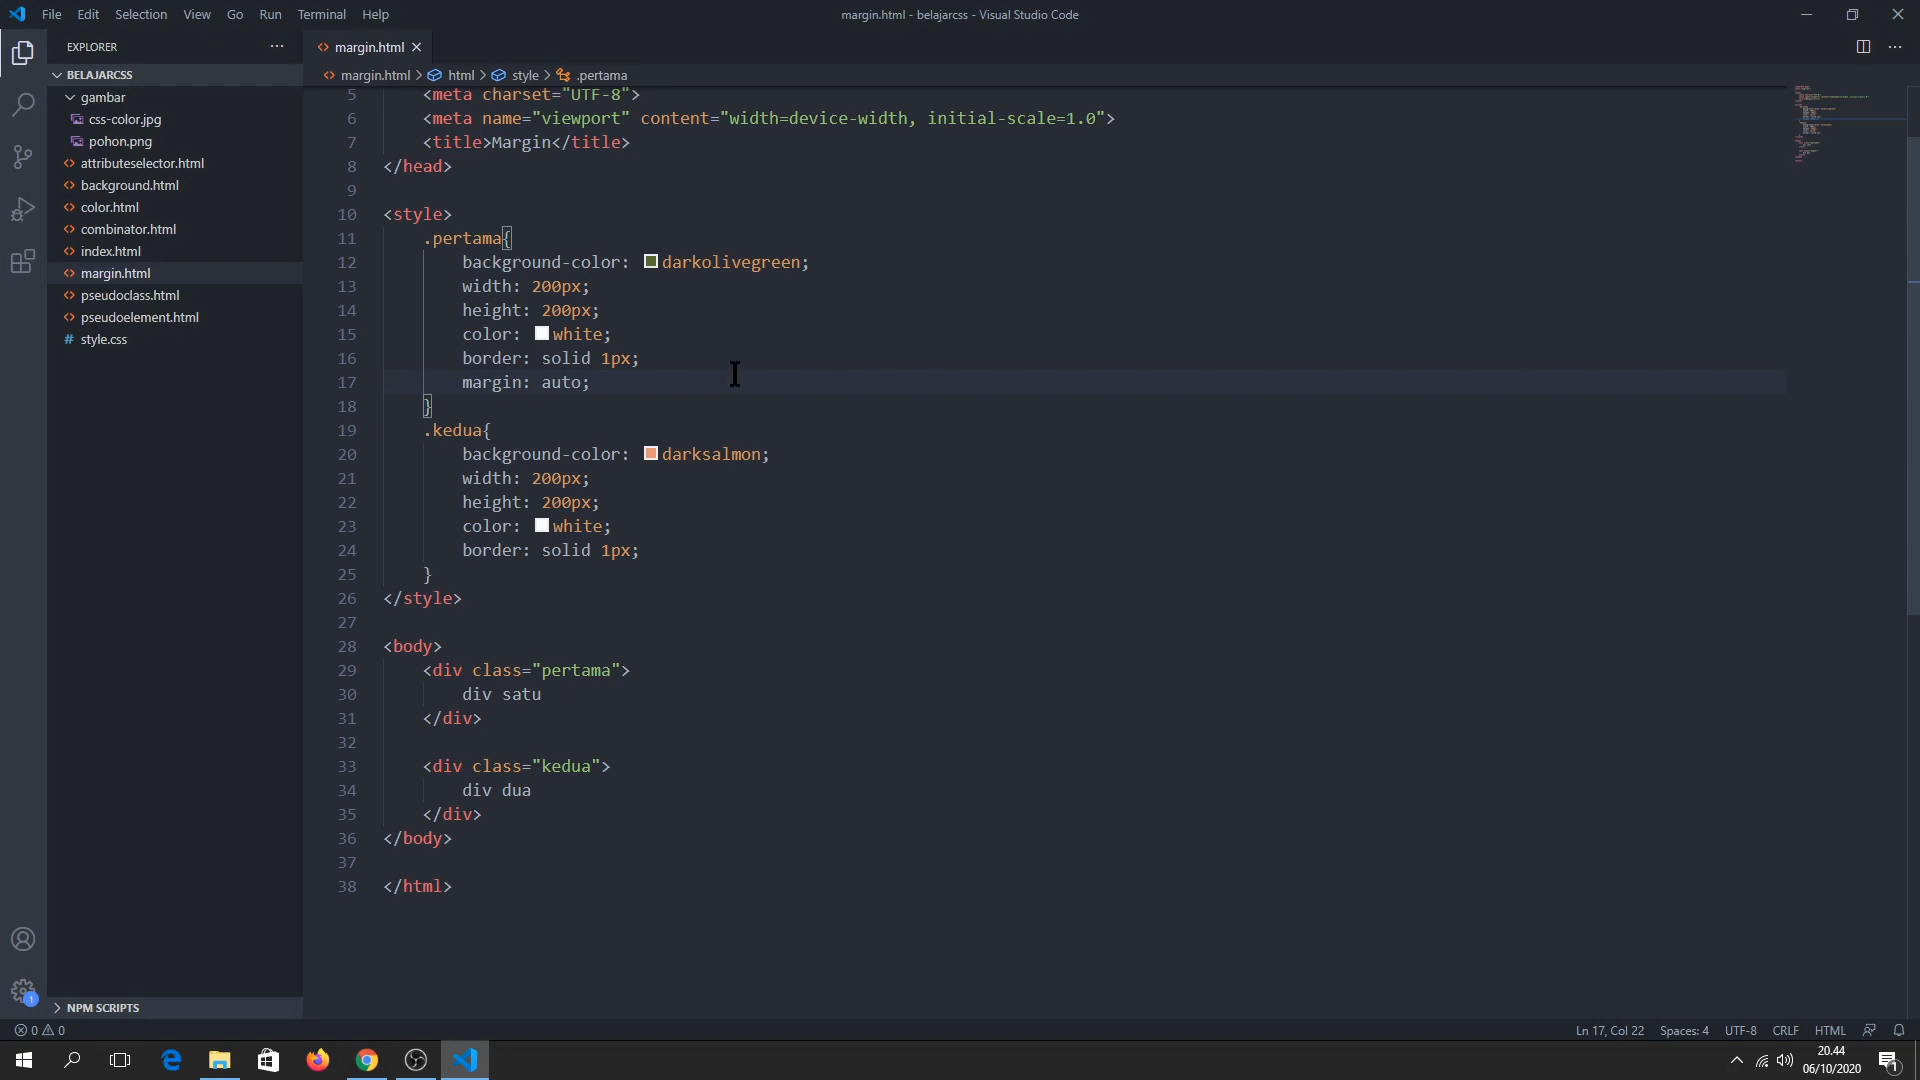 File Edit Selection View Go Run Terminal Help
margin.html - belajarcss - Visual Studio Code
EXPLORER
BELAJARCSS
gambar
css-color.jpg
pohon.png
attributeselector.html
background.html
color.html
combinator.html
index.html
margin.html
pseudoclass.html
pseudoelement.html
# style.css
NPM SCRIPTS
margin.html
margin.html > html > style > .pertama
5 <meta charset="UTF-8">
6 <meta name="viewport" content="width=device-width, initial-scale=1.0">
7 <title>Margin</title>
8 </head>
9
10 <style>
11 .pertama{
12 background-color: darkolivegreen;
13 width: 200px;
14 height: 200px;
15 color: white;
16 border: solid 1px;
17 margin: auto;
18 }
19 .kedua{
20 background-color: darksalmon;
21 width: 200px;
22 height: 200px;
23 color: white;
24 border: solid 1px;
25 }
26 </style>
27
28 <body>
29 <div class="pertama">
30 div satu
31 </div>
32
33 <div class="kedua">
34 div dua
35 </div>
36 </body>
37
38 </html>
1
0 0
Ln 17, Col 22 Spaces: 4 UTF-8 CRLF HTML
20.44
06/10/2020
1